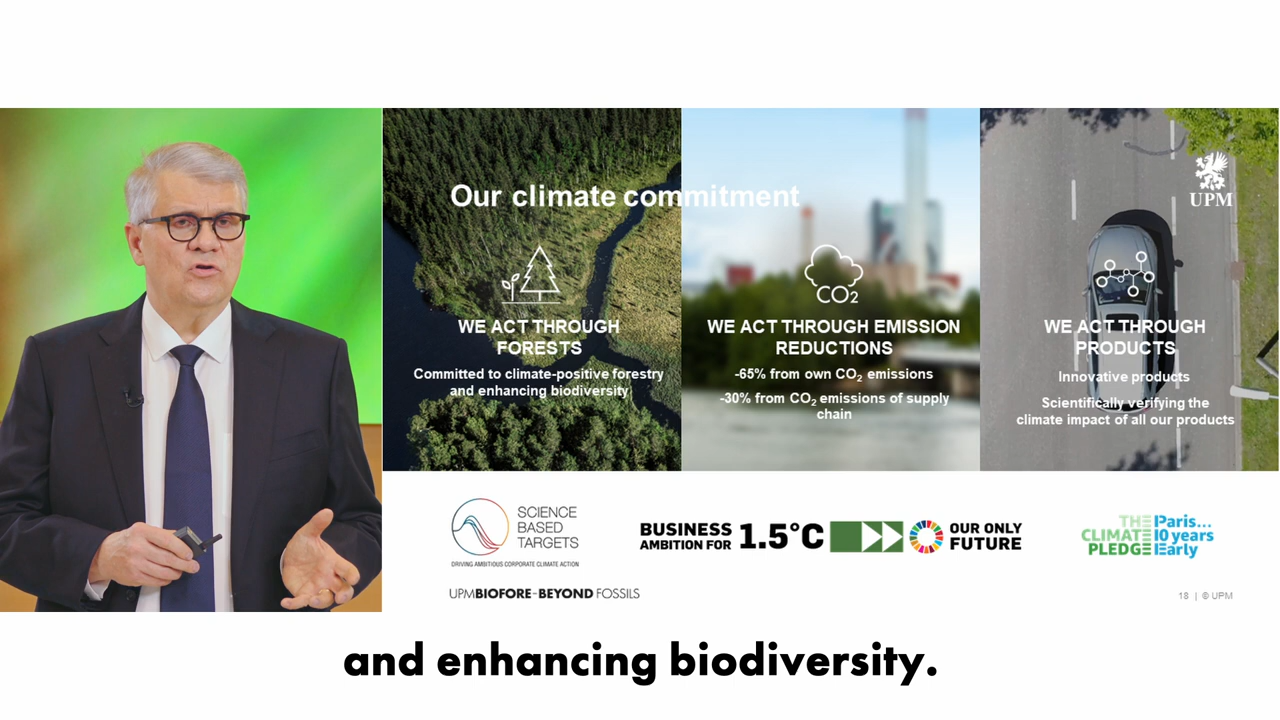 Our climate commitment
UPM
CO2
WE ACT THROUGH
FORESTS
Committed to climate-positive forestry
and enhancing biodiversity
WE ACT THROUGH EMISSION
REDUCTIONS
-65% from own CO₂ emissions
-30% from CO₂ emissions of supply
chain
WE ACT THROUGH
PRODUCTS
Innovative products
Scientifically verifying the
climate impact of all our products
SCIENCE
BASED
TARGETS
DRIVING AMBITIOUS CORPORATE CLIMATE ACTION
BUSINESS
AMBITION FOR
1.5°C
OUR ONLY
FUTURE
THE
CLIMATE
PLEDGE
Paris...
10 years
Early
UPM BIOFORE-BEYOND FOSSILS
18 | © UPM
and enhancing biodiversity.